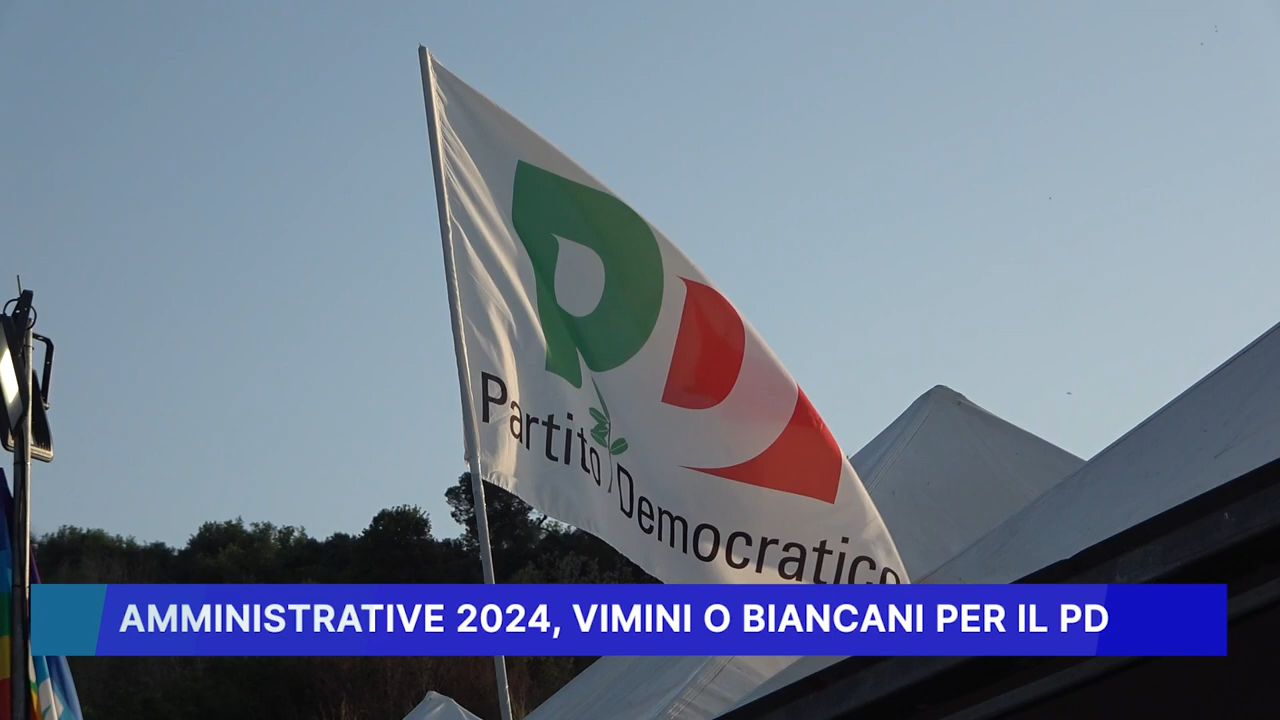 PD
Partito Democratico
AMMINISTRATIVE 2024, VIMINI O BIANCANI PER IL PD